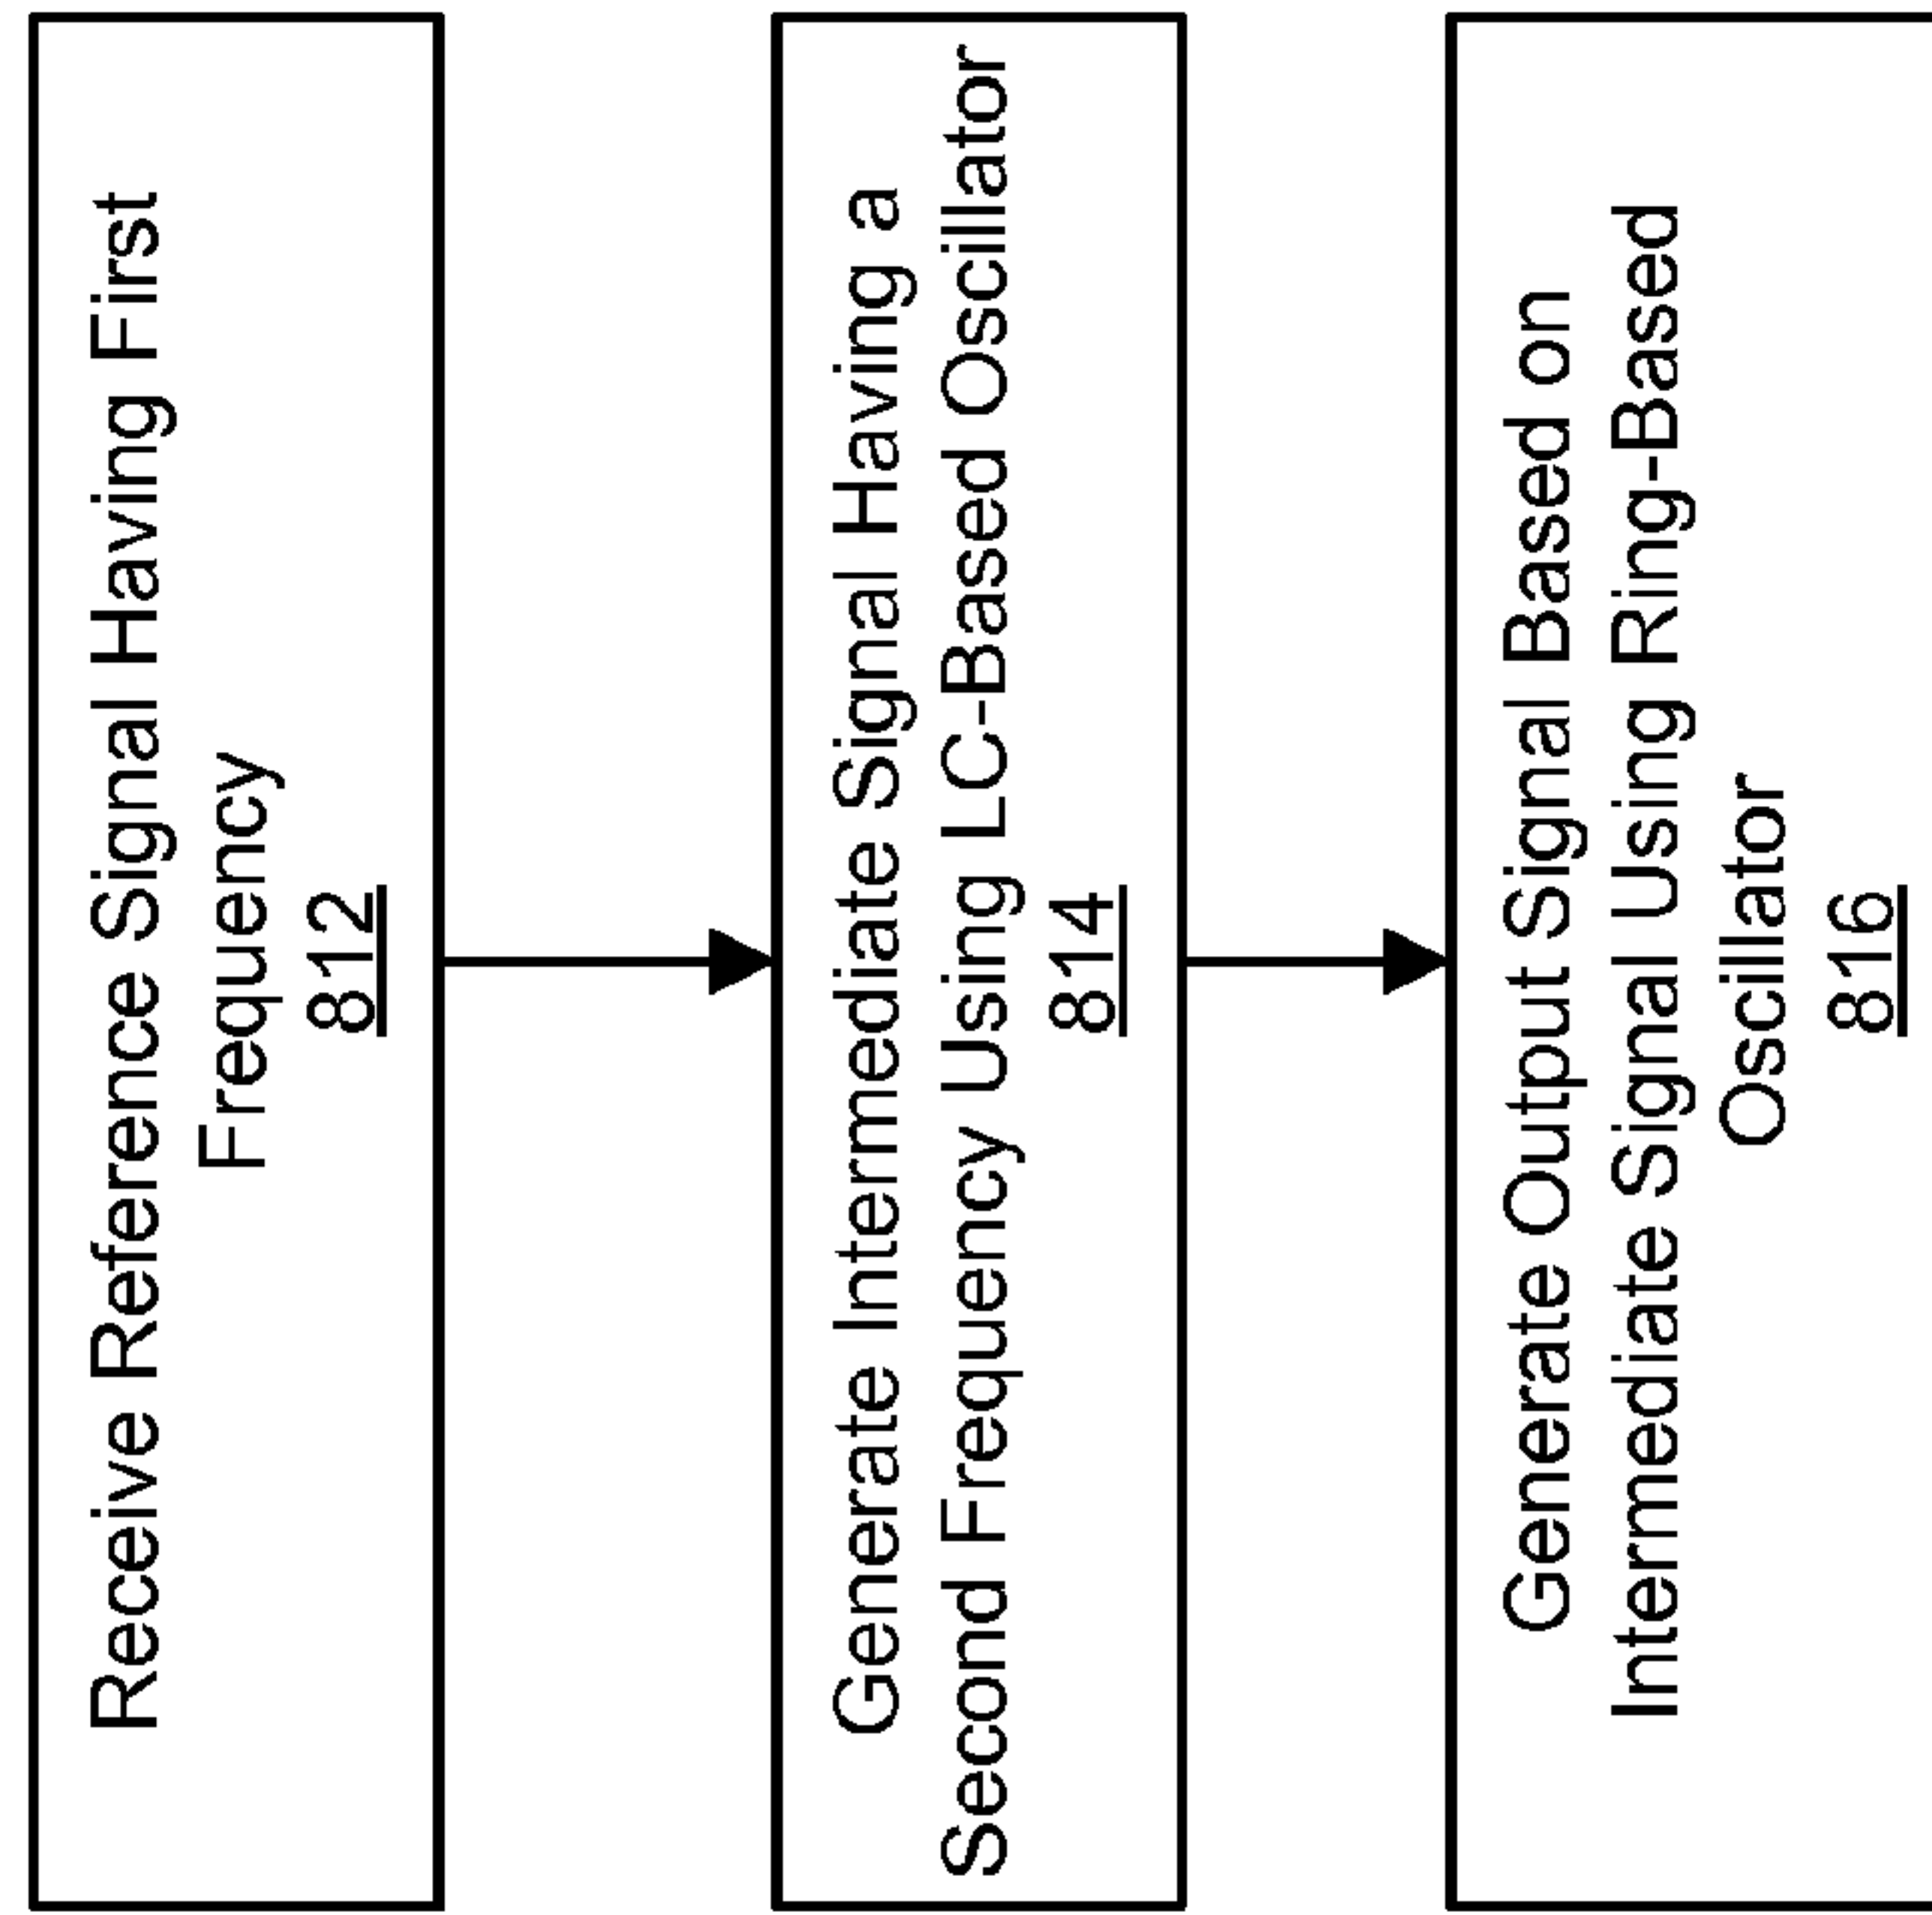 Receive Reference Signal Having First
Frequency
812
Generate Intermediate Signal Having a
Second Frequency Using LC-Based Oscillator
814
Generate Output Signal Based on
Intermediate Signal Using Ring-Based
Oscillator
816